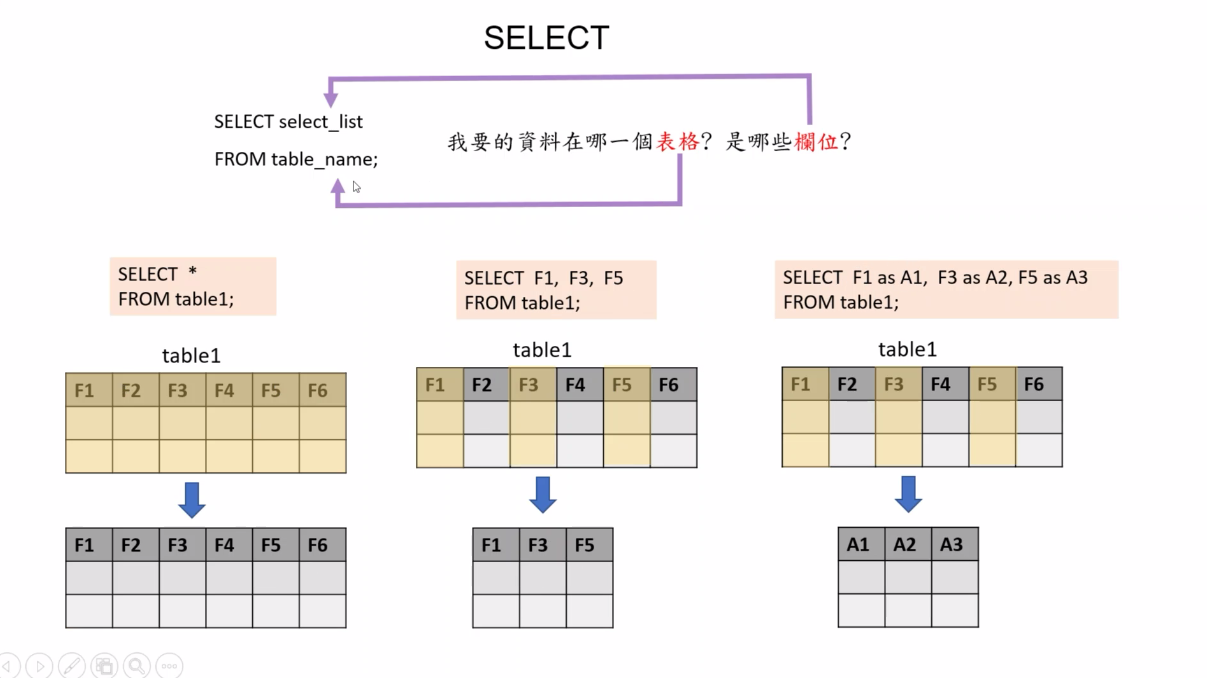 SELECT
SELECT select_list
FROM table_name;
我要的資料在哪一個表格? 是哪些欄位?
SELECT *
FROM table1;
table1
F1 F2 F3 F4 F5 F6
F1 F2 F3 F4 F5 F6
SELECT F1, F3, F5
FROM table1;
table1
F1 F2 F3 F4 F5 F6
F1 F3 F5
SELECT F1 as A1, F3 as A2, F5 as A3
FROM table1;
table1
F1 F2 F3 F4 F5 F6
A1 A2 A3